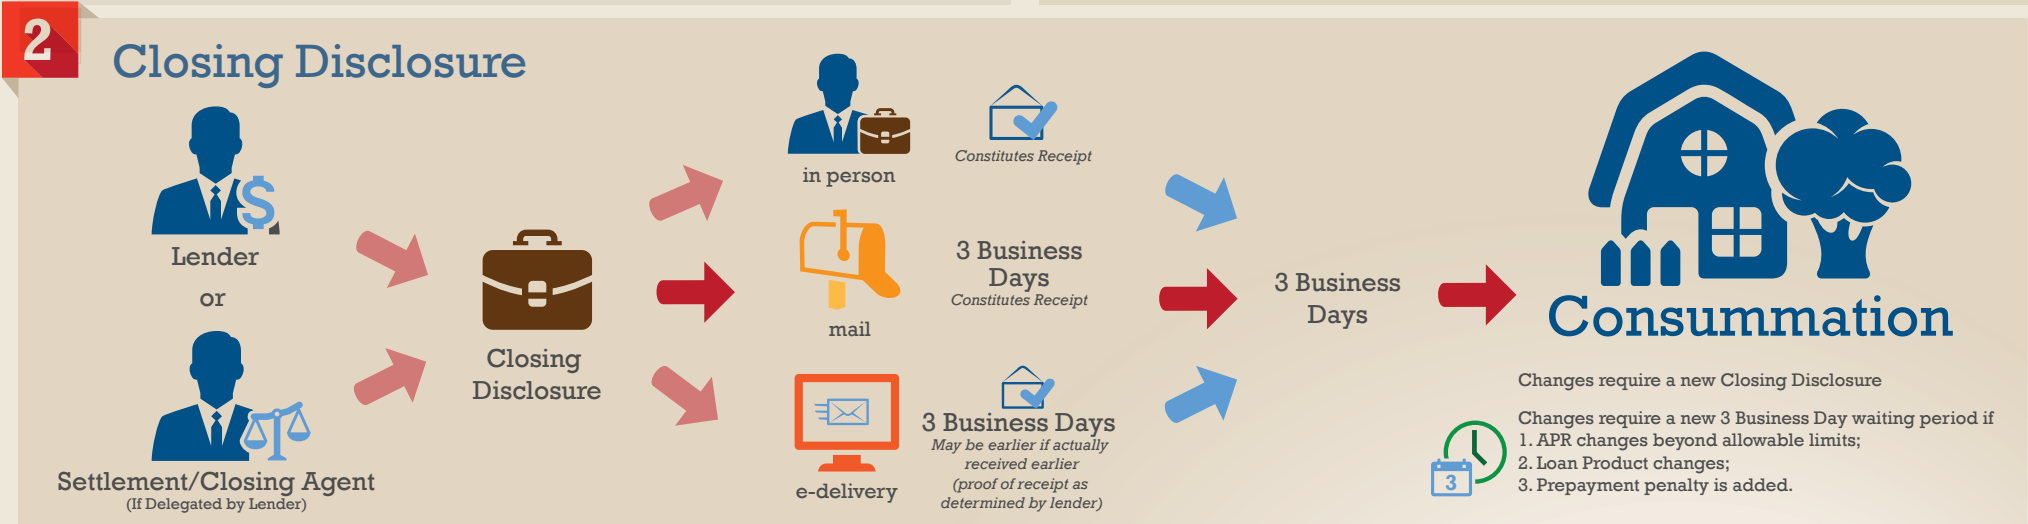 2
Closing Disclosure
Lender
or
Settlement/Closing Agent
(If Delegated by Lender)
Closing
Disclosure
in person
Constitutes Receipt
mail
3 Business
Days
Constitutes Receipt
e-delivery
3 Business Days
May be earlier if actually
received earlier
(proof of receipt as
determined by lender)
3 Business
Days
Consummation
Changes require a new Closing Disclosure
3
Changes require a new 3 Business Day waiting period if
1. APR changes beyond allowable limits;
2. Loan Product changes;
3. Prepayment penalty is added.